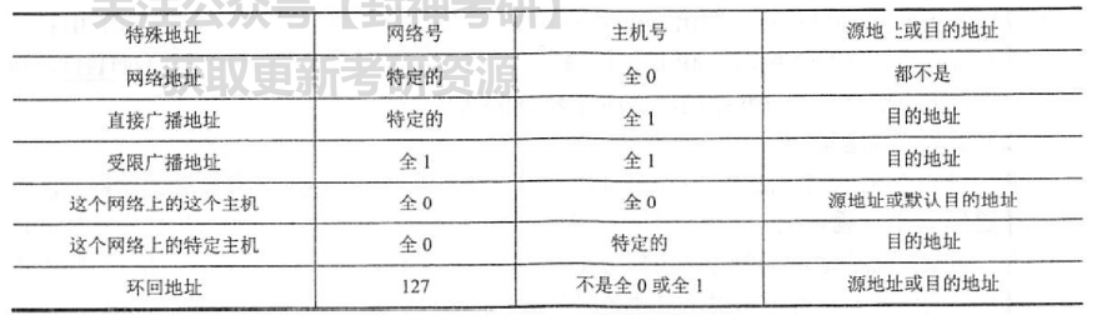 关注公众号【封神考研】
获取更新考研资源
特殊地址 网络号 主机号 源地址或目的地址
网络地址 特定的 全 0 都不是
直接广播地址 特定的 全 1 目的地址
受限广播地址 全 1 全 1 目的地址
这个网络上的这个主机 全 0 全 0 源地址或默认目的地址
这个网络上的特定主机 全 0 特定的 目的地址
环回地址 127 不是全 0 或全 1 源地址或目的地址